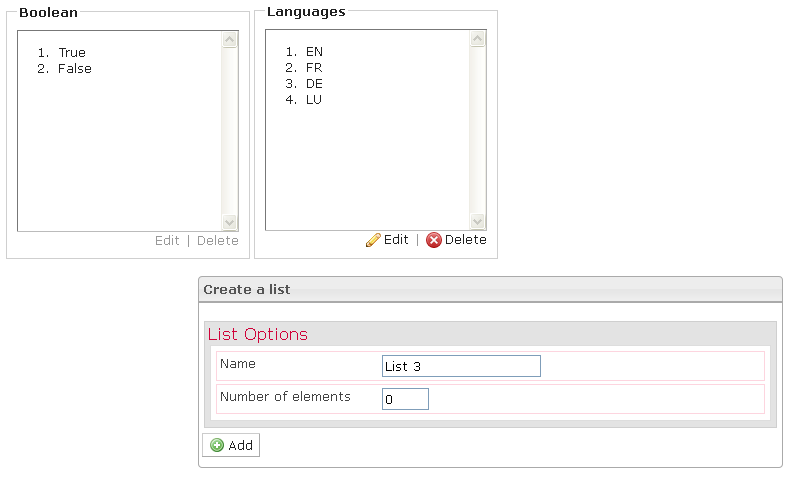 Boolean
1. True
2. False
Edit | Delete
Languages
1. EN
2. FR
3. DE
4. LU
Edit | Delete
Create a list
List Options
Name List 3
Number of elements 0
Add